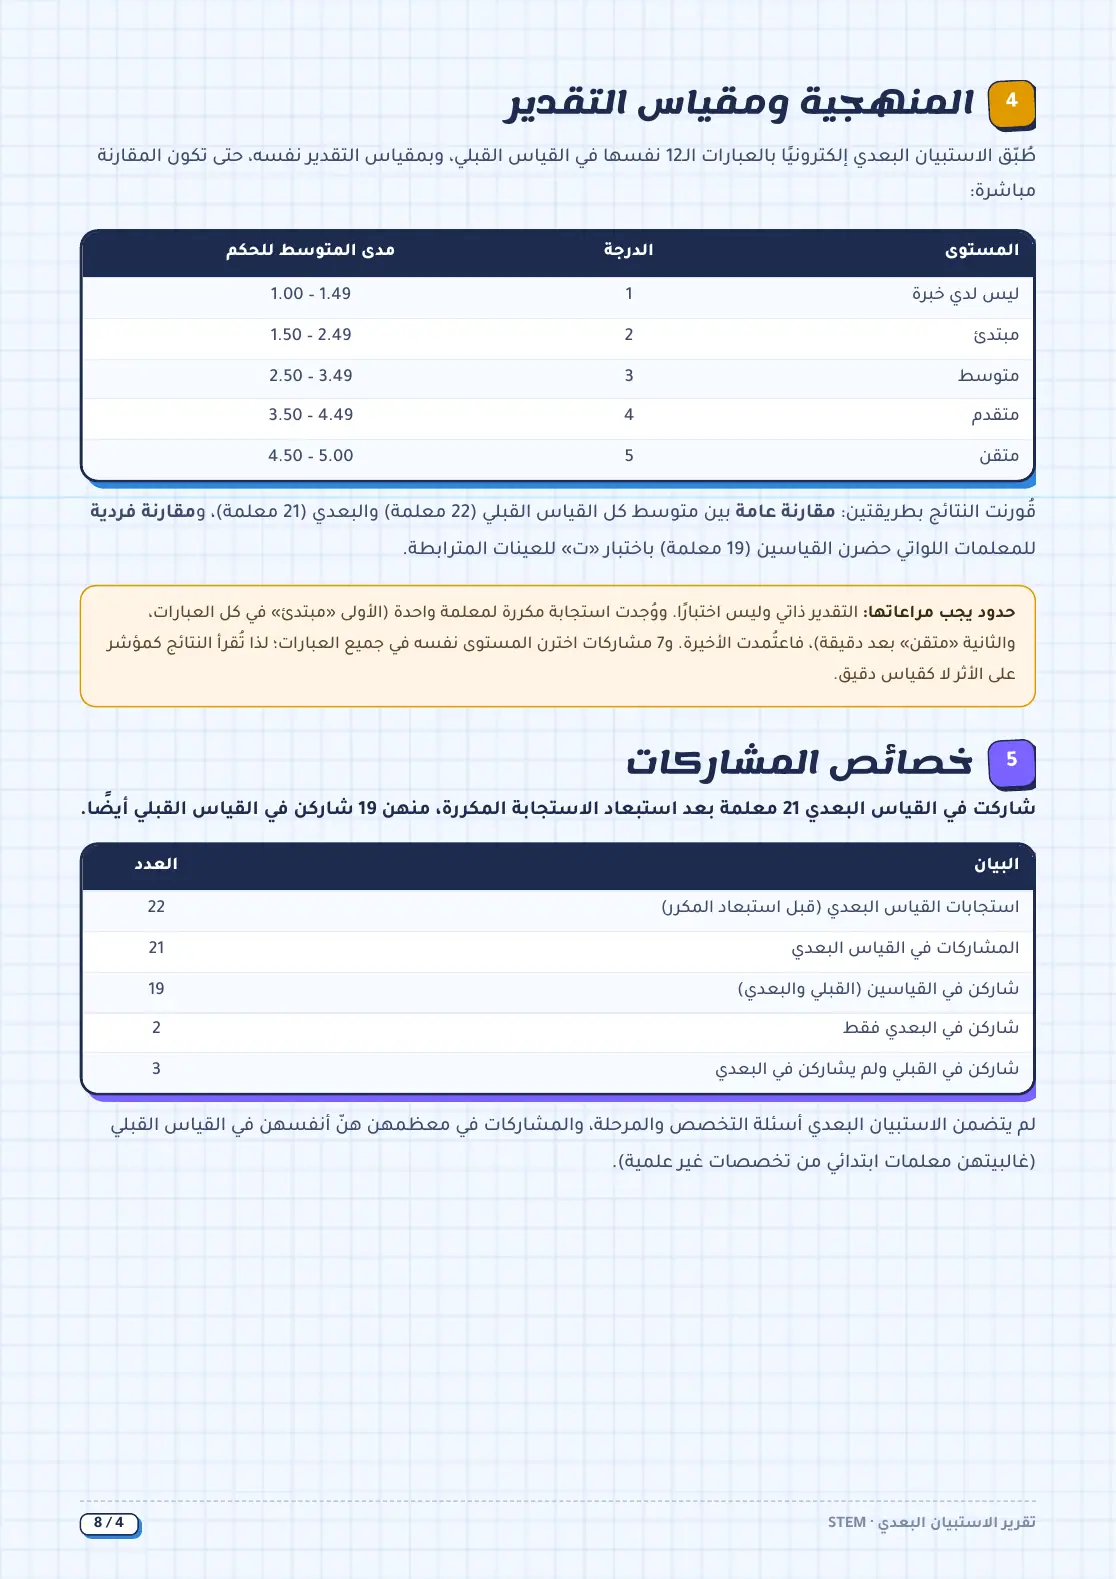 4
المنهجية ومقياس التقدير
طُبّق الاستبيان البعدي إلكترونيًا بالعبارات الـ12 نفسها في القياس القبلي، وبمقياس التقدير نفسه، حتى تكون المقارنة
مباشرة:
المستوى الدرجة مدى المتوسط للحكم
ليس لدي خبرة 1 1.00 - 1.49
مبتدئ 2 1.50 - 2.49
متوسط 3 2.50 - 3.49
متقدم 4 3.50 - 4.49
متقن 5 4.50 - 5.00
قُورنت النتائج بطريقتين: مقارنة عامة بين متوسط كل القياس القبلي (22 معلمة) والبعدي (21 معلمة)، ومقارنة فردية
للمعلمات اللواتي حضرن القياسين (19 معلمة) باختبار «ت» للعينات المترابطة.
حدود يجب مراعاتها: التقدير ذاتي وليس اختبارًا. ووُجدت استجابة مكررة لمعلمة واحدة (الأولى «مبتدئ» في كل العبارات،
والثانية «متقن» بعد دقيقة)، فاعتُمدت الأخيرة. و7 مشاركات اخترن المستوى نفسه في جميع العبارات؛ لذا تُقرأ النتائج كمؤشر
على الأثر لا كقياس دقيق.
5
خصائص المشاركات
شاركت في القياس البعدي 21 معلمة بعد استبعاد الاستجابة المكررة، منهن 19 شاركن في القياس القبلي أيضًا.
البيان العدد
استجابات القياس البعدي (قبل استبعاد المكرر) 22
المشاركات في القياس البعدي 21
شاركن في القياسين (القبلي والبعدي) 19
شاركن في البعدي فقط 2
شاركن في القبلي ولم يشاركن في البعدي 3
لم يتضمن الاستبيان البعدي أسئلة التخصص والمرحلة، والمشاركات في معظمهن هنّ أنفسهن في القياس القبلي
(غالبيتهن معلمات ابتدائي من تخصصات غير علمية).
تقرير الاستبيان البعدي · STEM
8 / 4